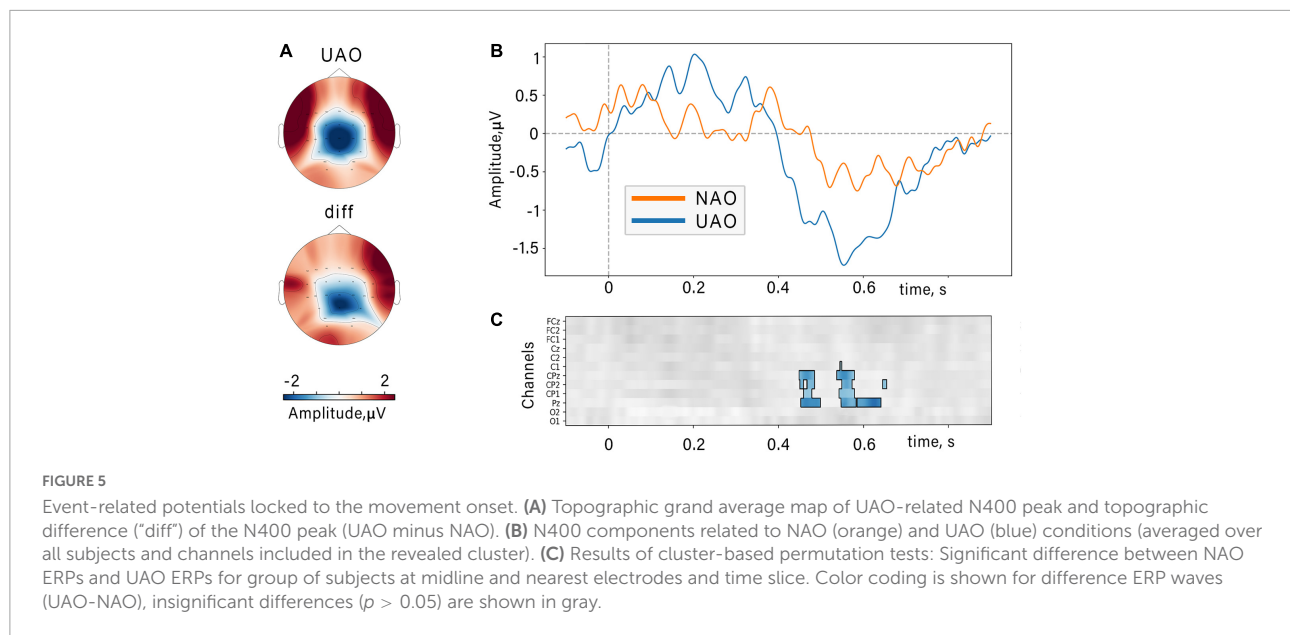 A
UAO
diff
-2
2
Amplitude,μV
B
1
0.5
0
-0.5
-1
-1.5
Amplitude,μV
NAO
UAO
0
0.2
0.4
0.6
time, s
C
Channels
FCz
FC2
FC1
Cz
C2
C1
CPz
CP2
CP1
Pz
O2
O1
0
0.2
0.4
0.6
time, s
FIGURE 5
Event-related potentials locked to the movement onset. (A) Topographic grand average map of UAO-related N400 peak and topographic
difference ("diff") of the N400 peak (UAO minus NAO). (B) N400 components related to NAO (orange) and UAO (blue) conditions (averaged over
all subjects and channels included in the revealed cluster). (C) Results of cluster-based permutation tests: Significant difference between NAO
ERPs and UAO ERPs for group of subjects at midline and nearest electrodes and time slice. Color coding is shown for difference ERP waves
(UAO-NAO), insignificant differences (p > 0.05) are shown in gray.